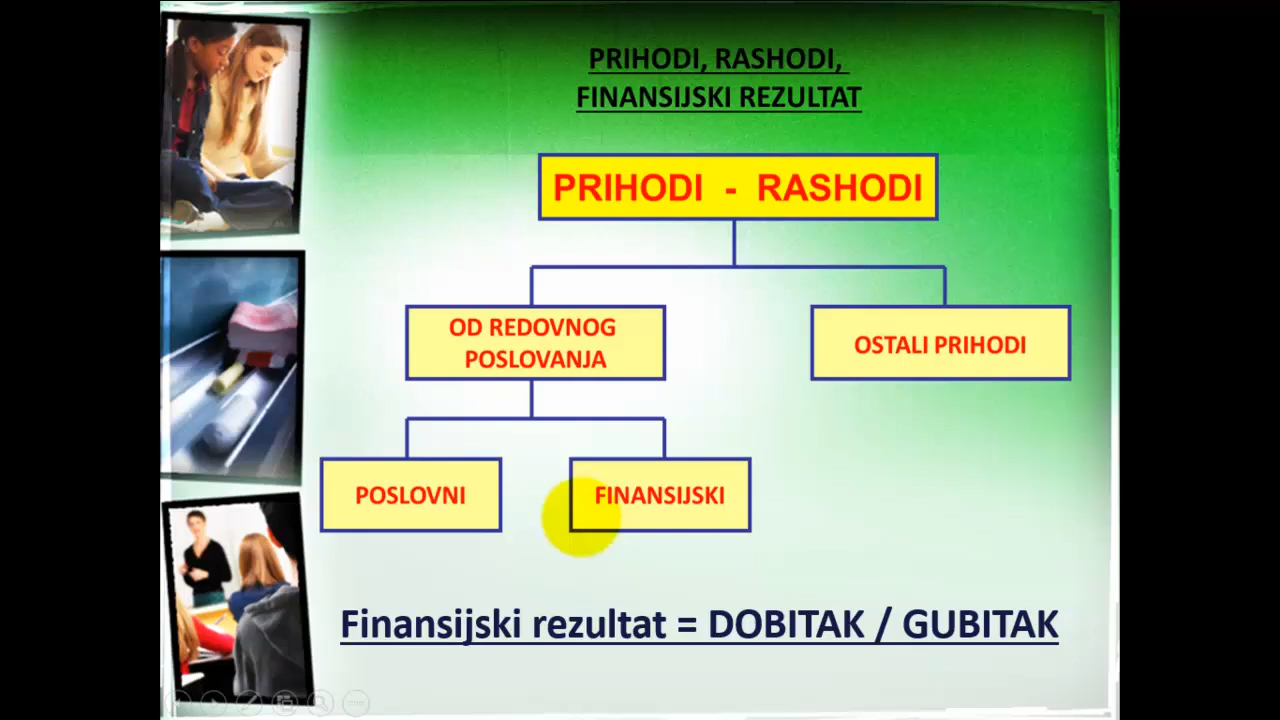 PRIHODI, RASHODI,
FINANSIJSKI REZULTAT
PRIHODI - RASHODI
OD REDOVNOG
POSLOVANJA
OSTALI PRIHODI
POSLOVNI
FINANSIJSKI
Finansijski rezultat = DOBITAK / GUBITAK